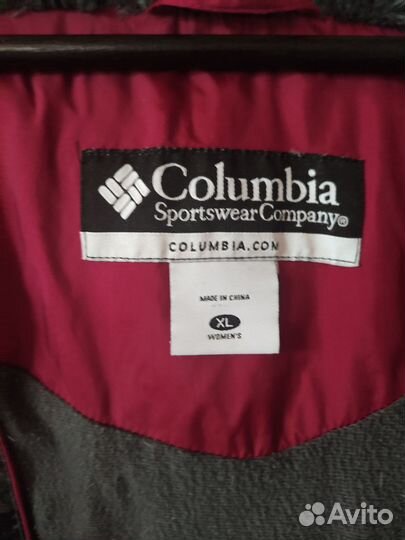 Columbia
Sportswear Company®
COLUMBIA.COM
MADE IN CHINA
XL
WOMEN'S
Avito